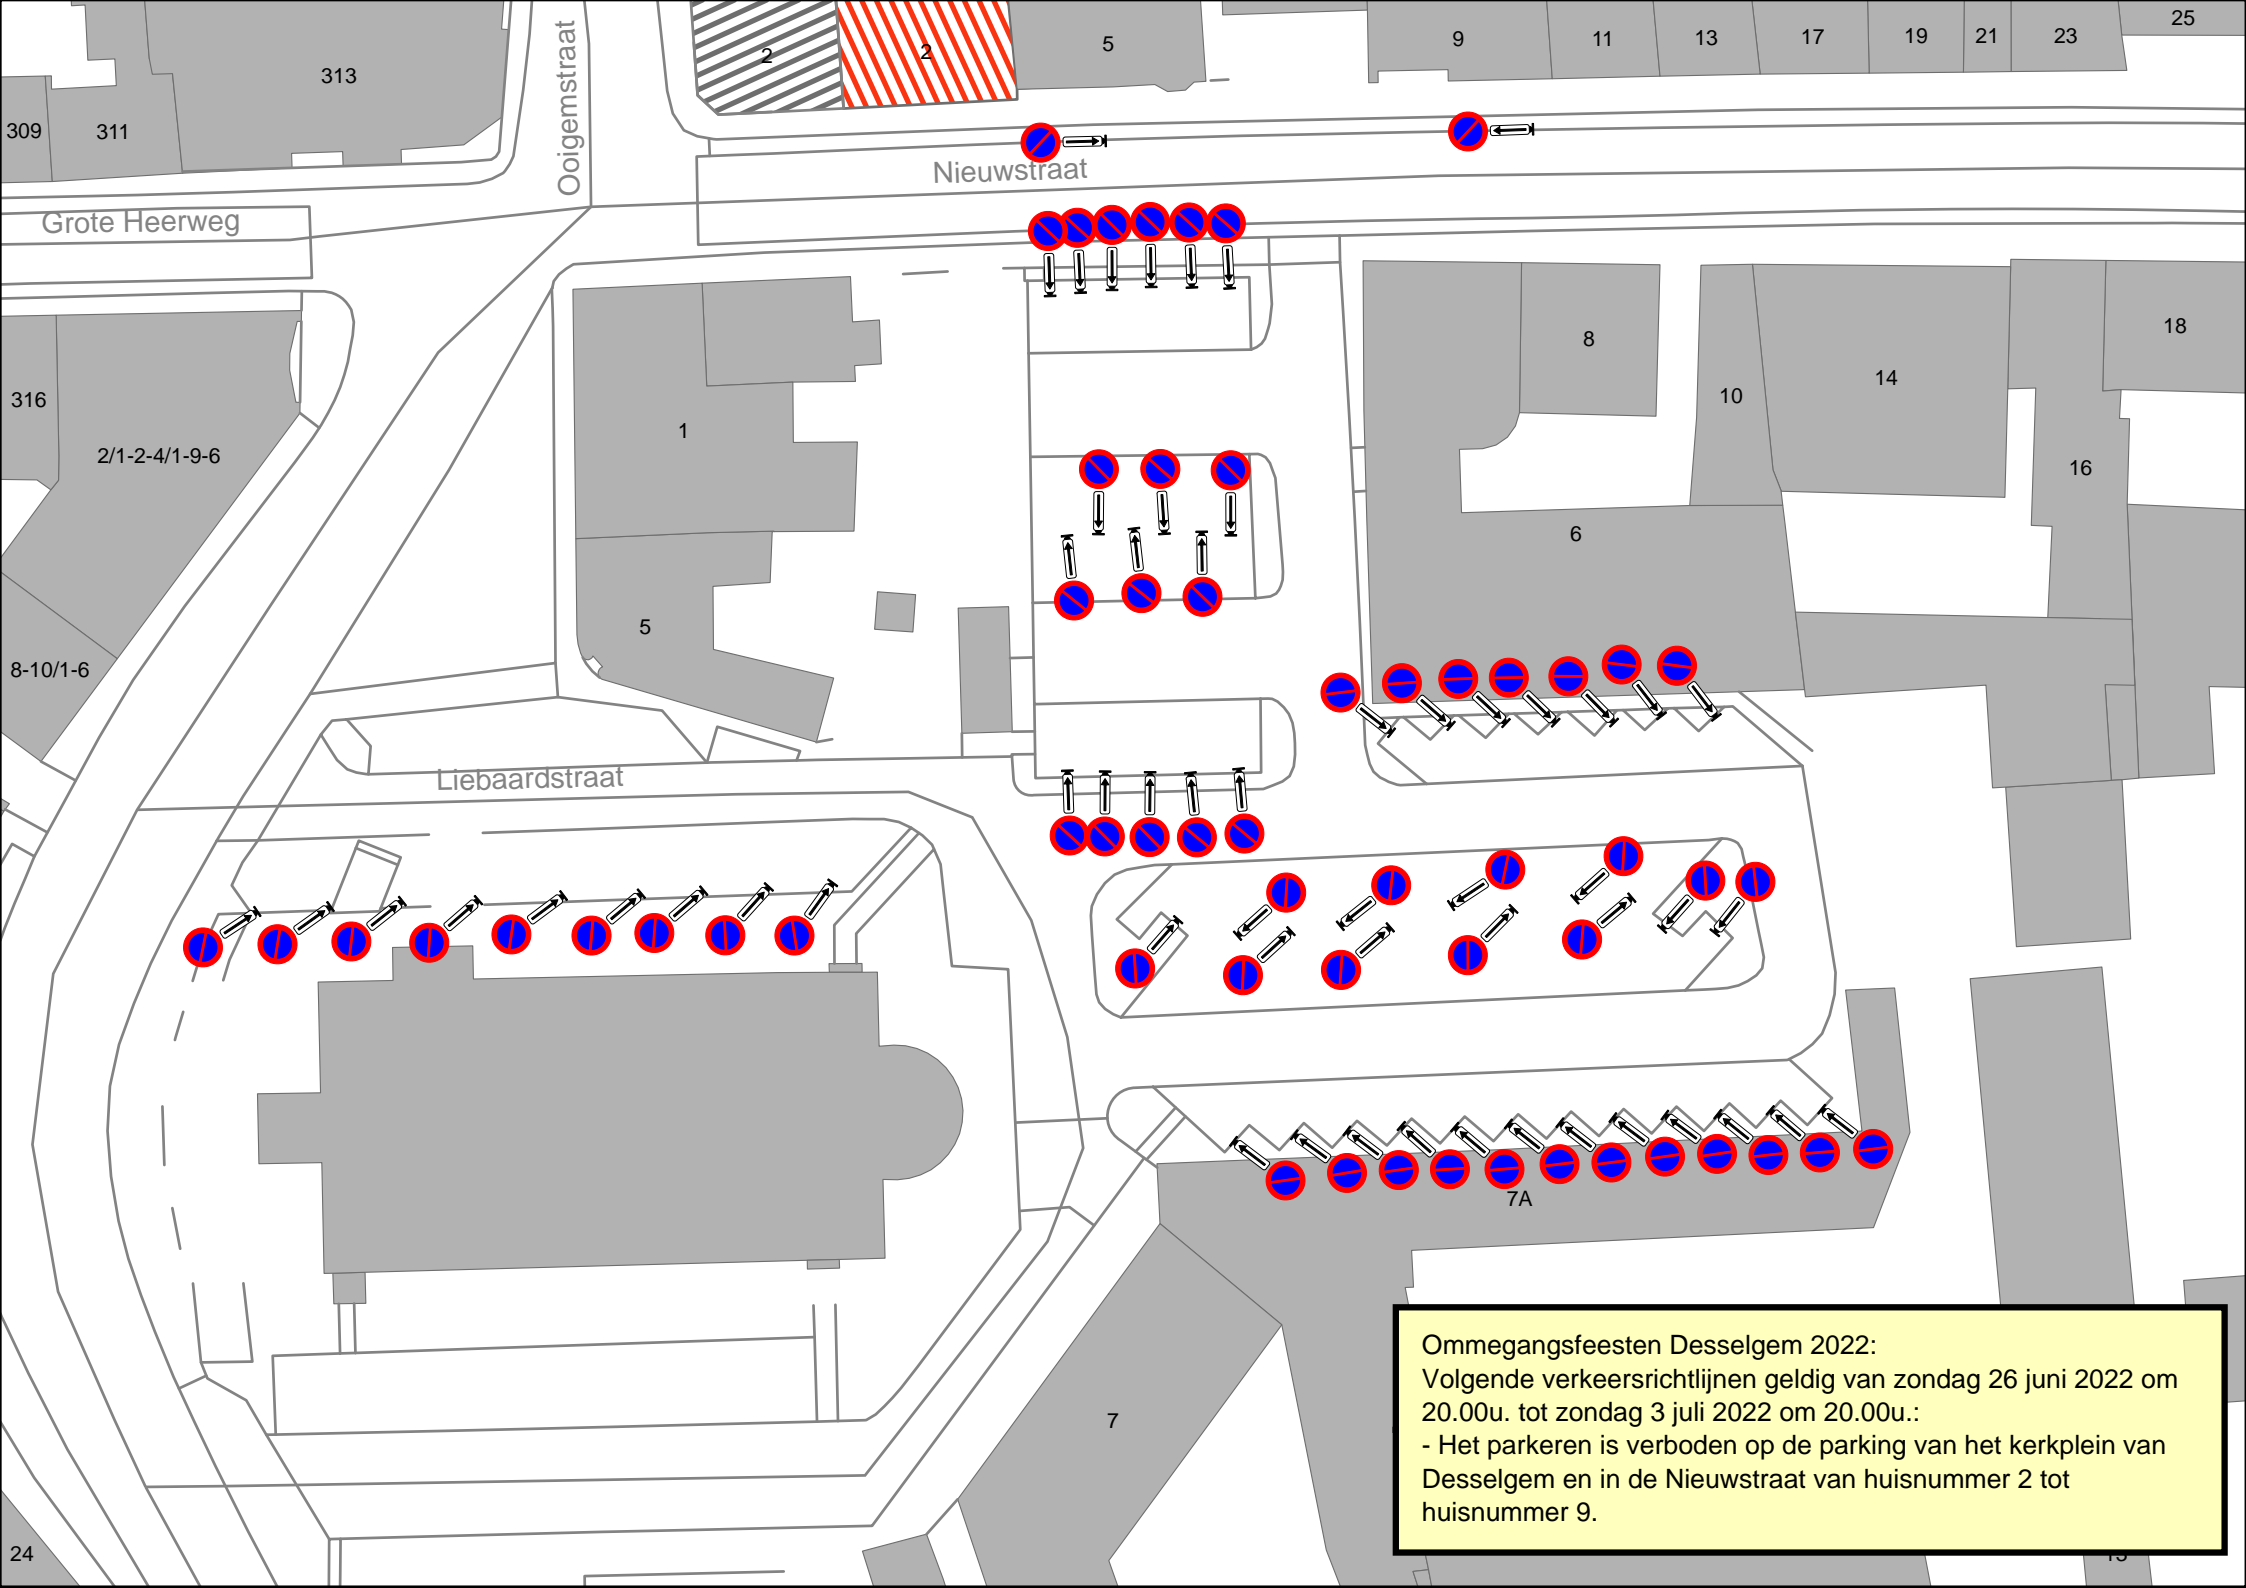 25
2
2
5
9
11
13
17
19
21
23
313
309
311
Ooigemstraat
Nieuwstraat
Grote Heerweg
316
2/1-2-4/1-9-6
1
8
10
14
18
16
6
5
8-10/1-6
Liebaardstraat
7A
7
24
Ommegangsfeesten Desselgem 2022:
Volgende verkeersrichtlijnen geldig van zondag 26 juni 2022 om
20.00u. tot zondag 3 juli 2022 om 20.00u.:
- Het parkeren is verboden op de parking van het kerkplein van
Desselgem en in de Nieuwstraat van huisnummer 2 tot
huisnummer 9.